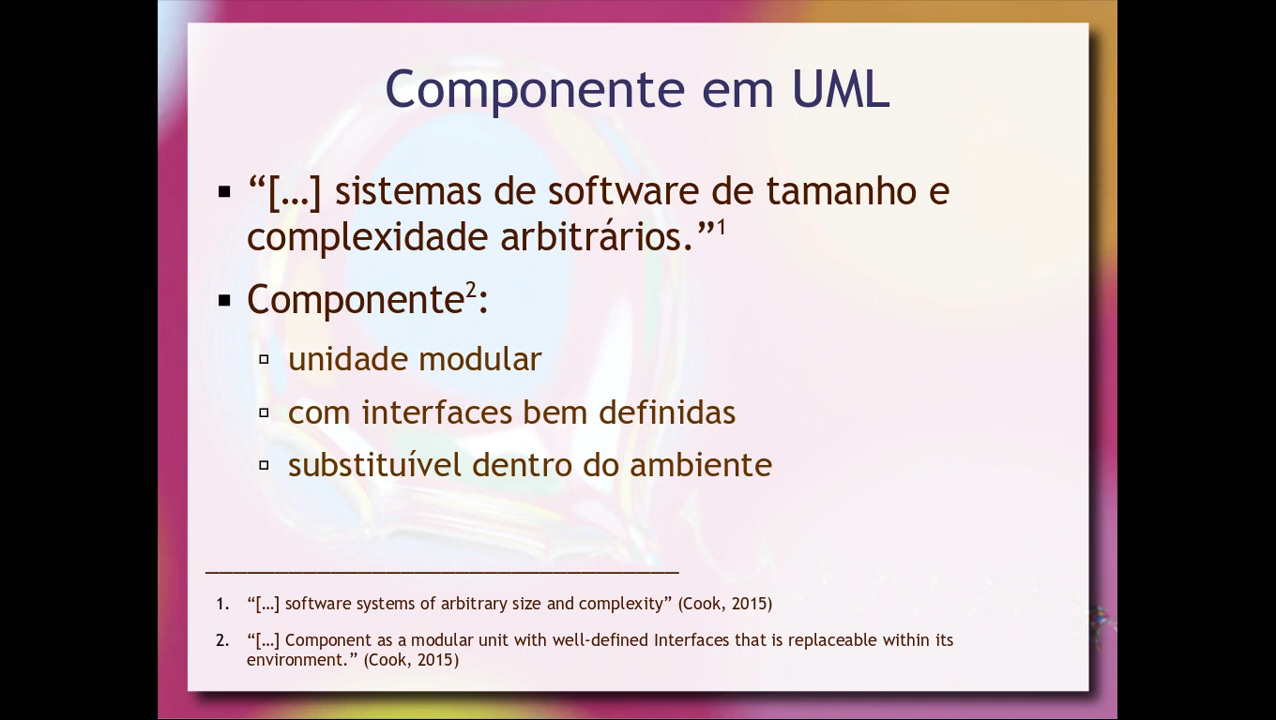 Componente em UML
▪ “[…] sistemas de software de tamanho e
complexidade arbitrários.”¹
▪ Componente²:
▫ unidade modular
▫ com interfaces bem definidas
▫ substituível dentro do ambiente
1. “[…] software systems of arbitrary size and complexity” (Cook, 2015)
2. “[…] Component as a modular unit with well-defined Interfaces that is replaceable within its
environment.” (Cook, 2015)